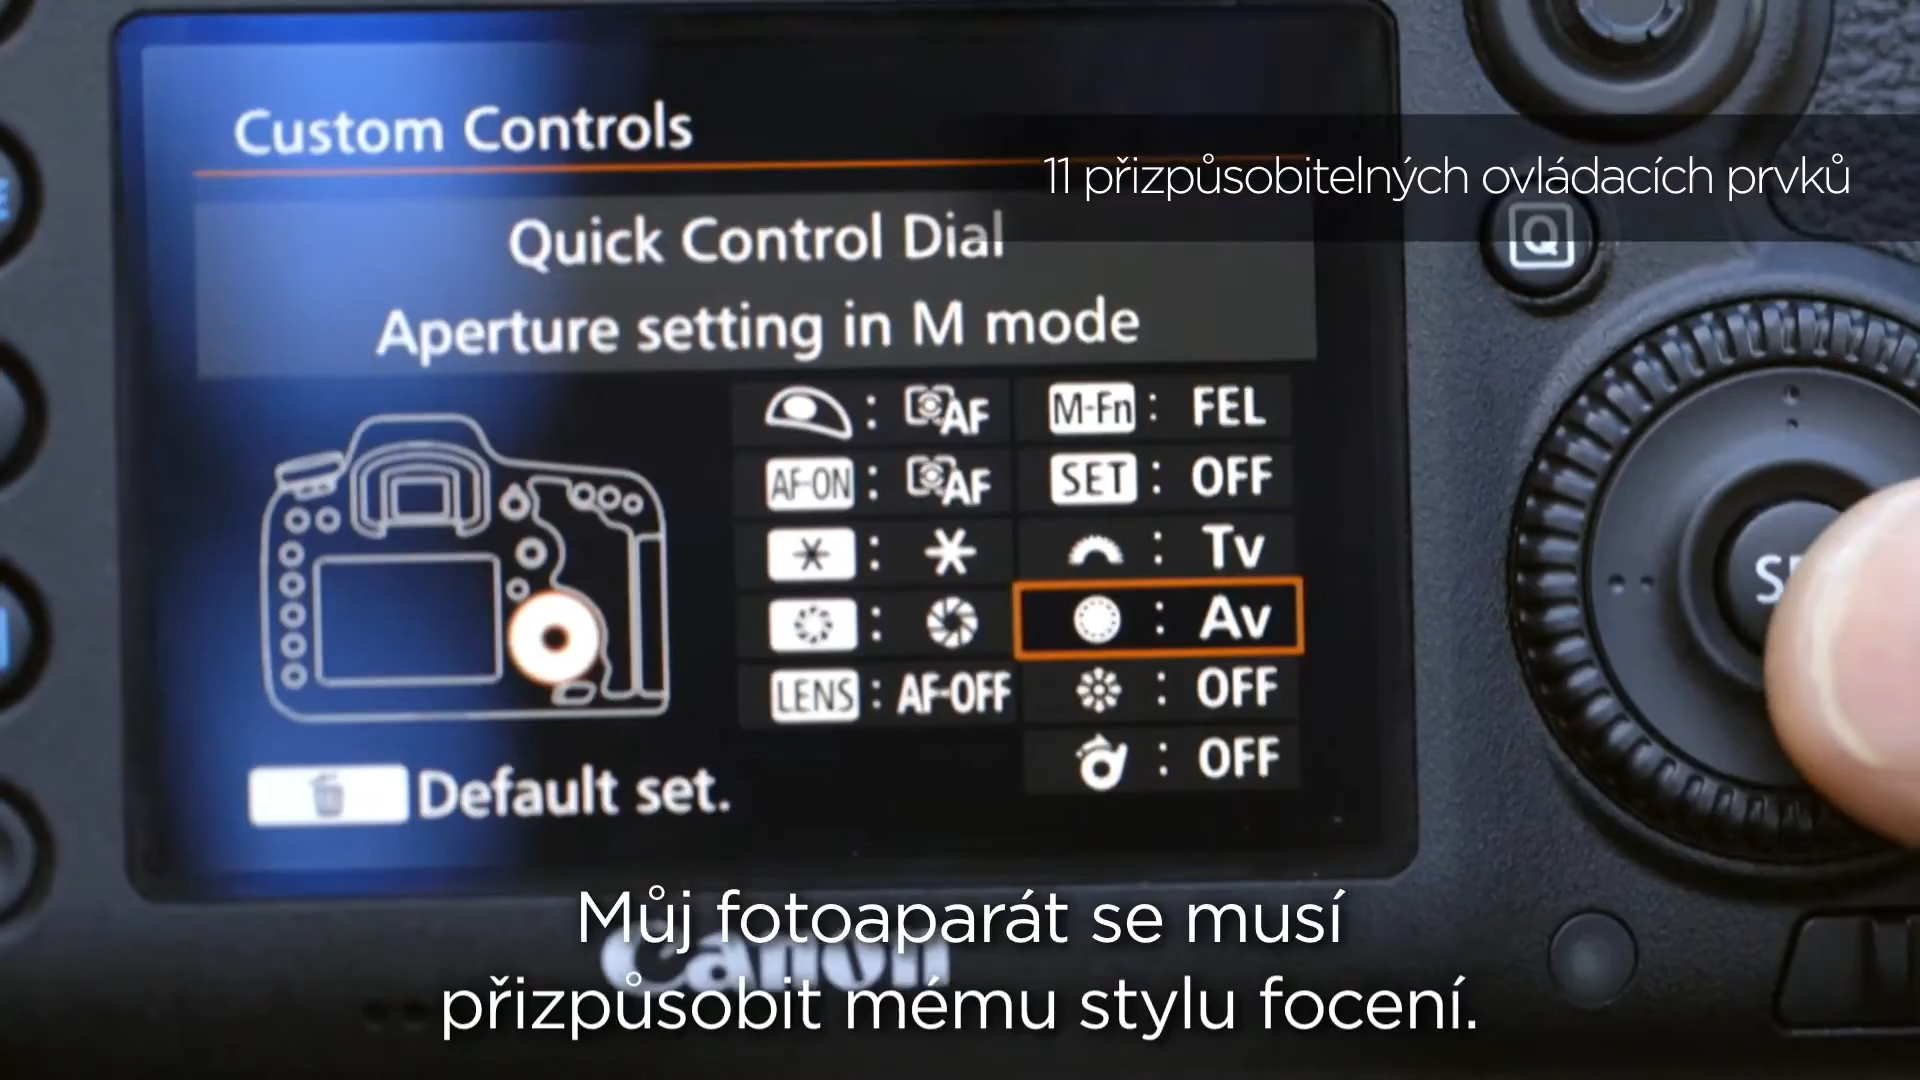 Custom Controls
11 přizpůsobitelných ovládacích prvků
Quick Control Dial
Q
Aperture setting in M mode
: AF
M-Fn : FEL
AF-ON : AF
SET : OFF
* : *
: Tv
: Av
LENS : AF-OFF
: OFF
: OFF
Default set.
Můj fotoaparát se musí
Canon
přizpůsobit mému stylu focení.